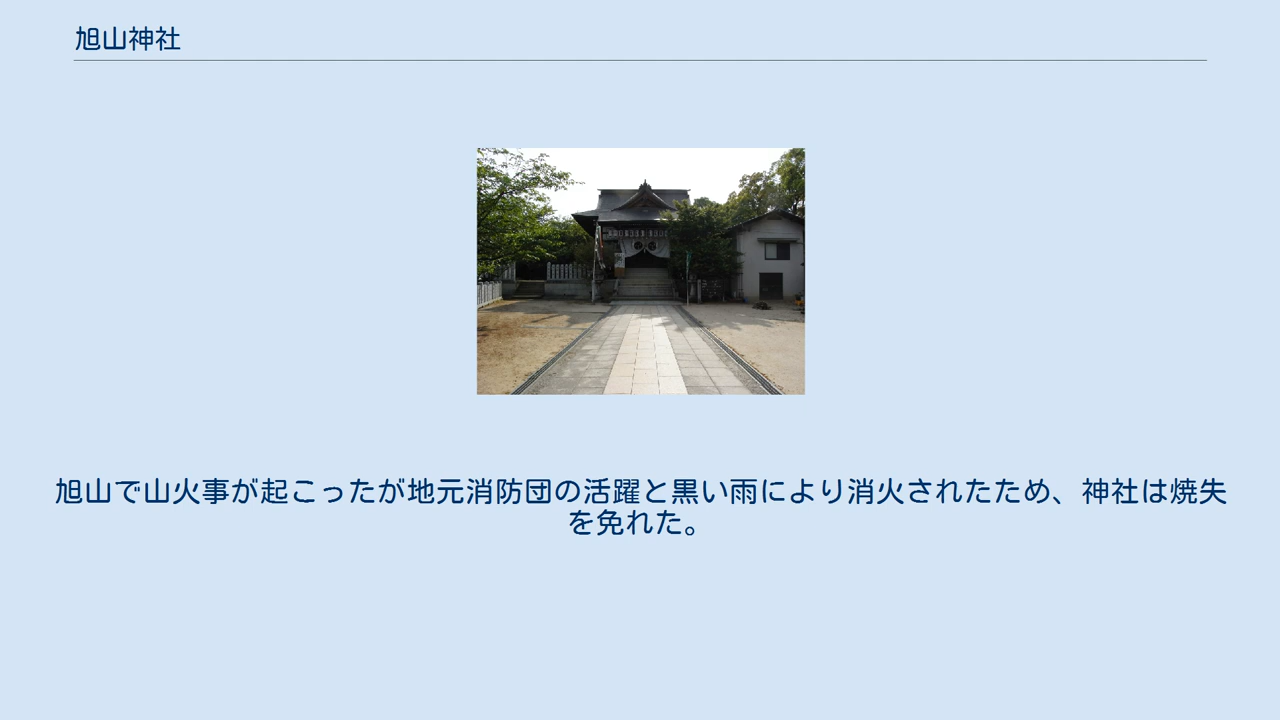 旭山神社
旭山で山火事が起こったが地元消防団の活躍と黒い雨により消火されたため、神社は焼失
を免れた。